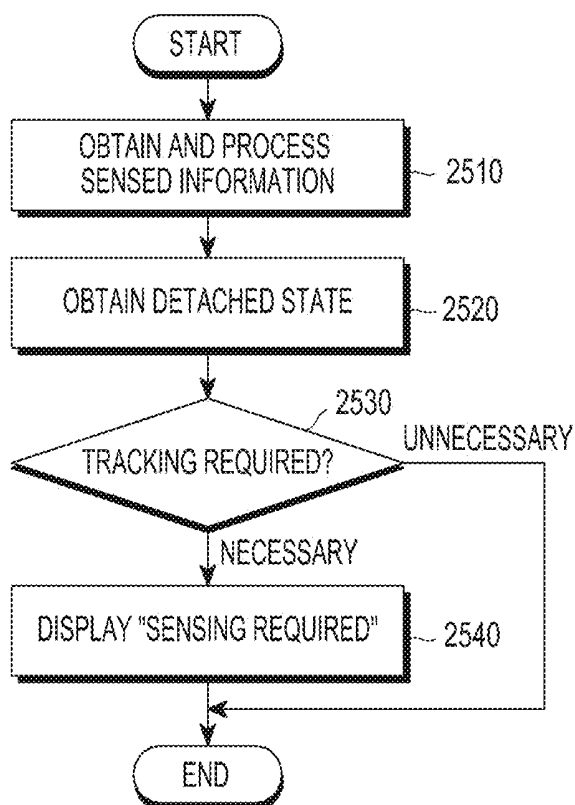 START
OBTAIN AND PROCESS
SENSED INFORMATION
2510
OBTAIN DETACHED STATE
2520
2530
UNNECESSARY
TRACKING REQUIRED?
NECESSARY
DISPLAY "SENSING REQUIRED"
2540
END